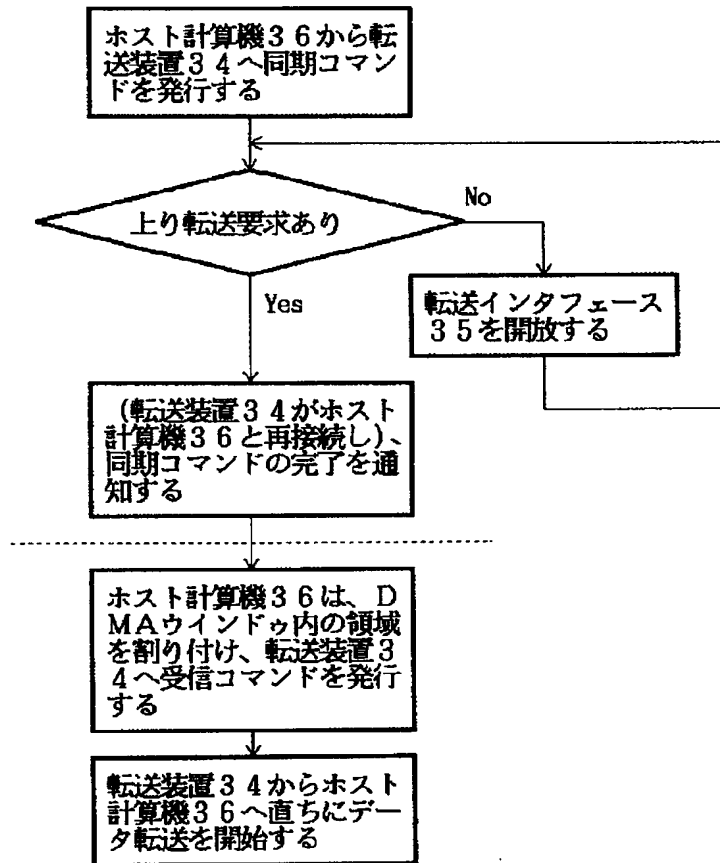 ホスト計算機３６から転
送装置３４へ同期コマン
ドを発行する
上り転送要求あり
No
Yes
転送インタフェース
３５を開放する
（転送装置３４がホスト
計算機３６と再接続し）、
同期コマンドの完了を通
知する
ホスト計算機３６は、Ｄ
ＭＡウインドゥ内の領域
を割り付け、転送装置３
４へ受信コマンドを発行
する
転送装置３４からホスト
計算機３６へ直ちにデー
タ転送を開始する